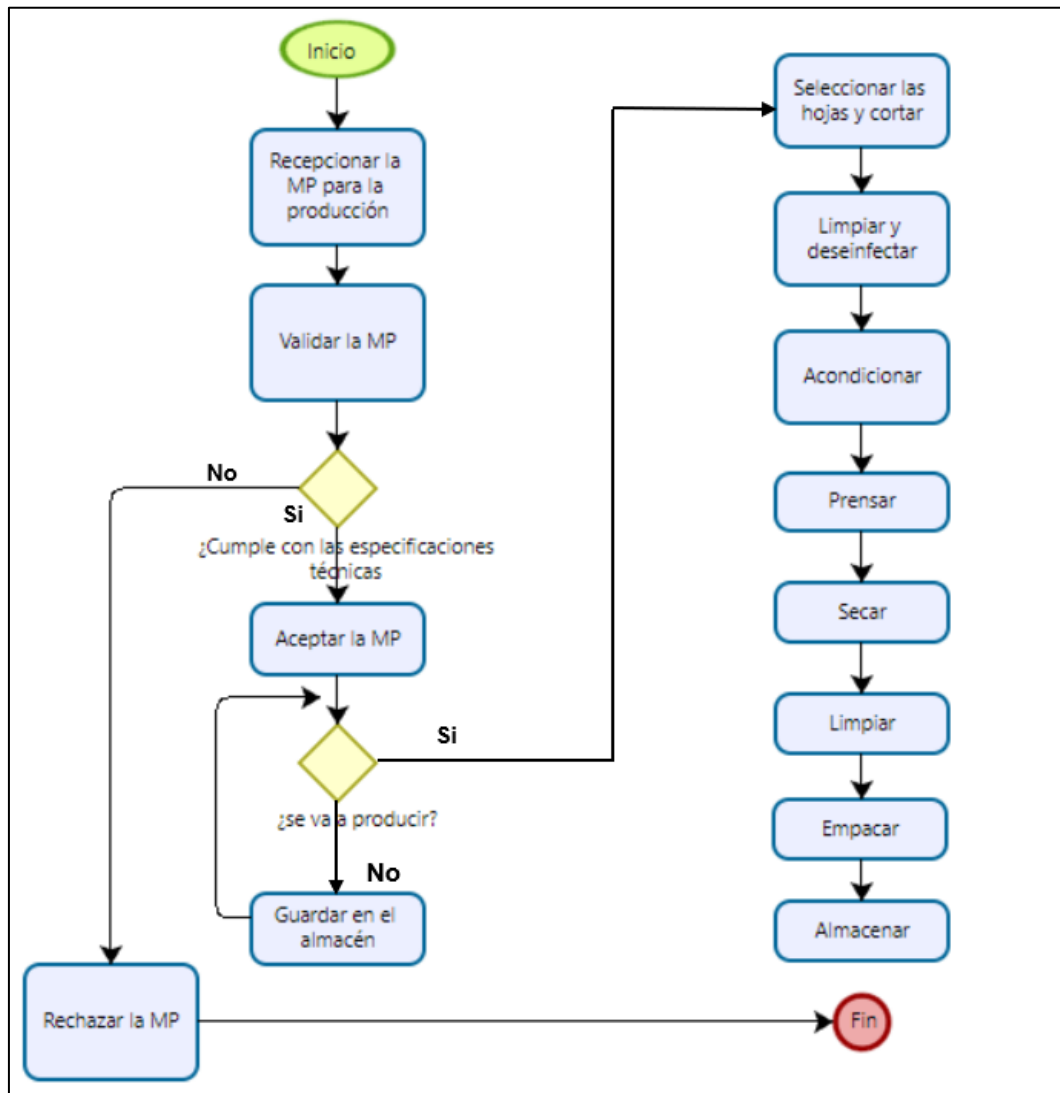 Inicio
Recepcionar la
MP para la
producción
Validar la MP
No
Si
¿Cumple con las especificaciones
técnicas
Aceptar la MP
Si
¿se va a producir?
No
Guardar en el
almacén
Rechazar la MP
Seleccionar las
hojas y cortar
Limpiar y
deseinfectar
Acondicionar
Prensar
Secar
Limpiar
Empacar
Almacenar
Fin